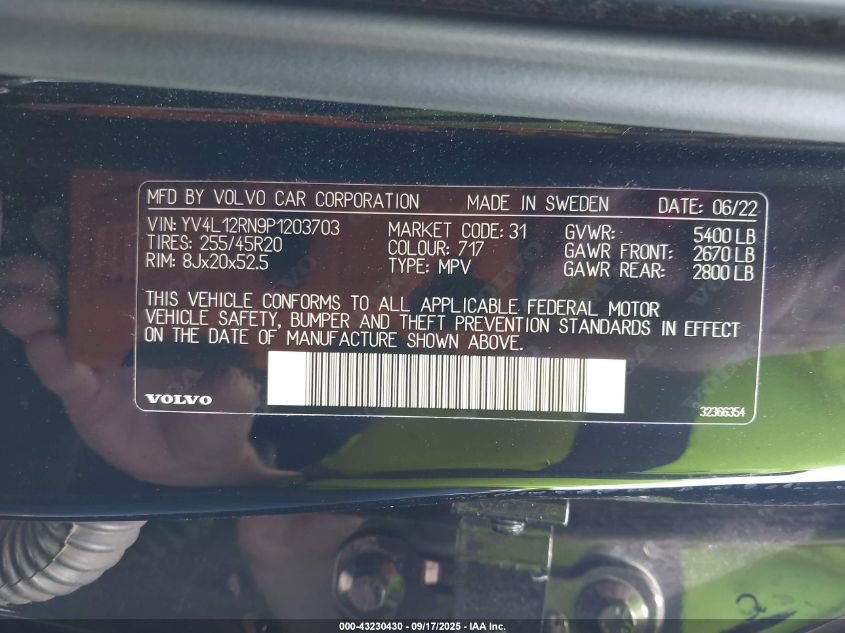 MFD BY VOLVO CAR CORPORATION MADE IN SWEDEN DATE: 06/22
VIN: YV4L12RN9P1203703 MARKET CODE: 31 GVWR: 5400 LB
TIRES: 255/45R20 COLOUR: 717 GAWR FRONT: 2670 LB
RIM: 8Jx20x52.5 TYPE: MPV GAWR REAR: 2800 LB
THIS VEHICLE CONFORMS TO ALL APPLICABLE FEDERAL MOTOR
VEHICLE SAFETY, BUMPER AND THEFT PREVENTION STANDARDS IN EFFECT
ON THE DATE OF MANUFACTURE SHOWN ABOVE.
VOLVO 32366354
000-43230430 - 09/17/2025 - IAA Inc.